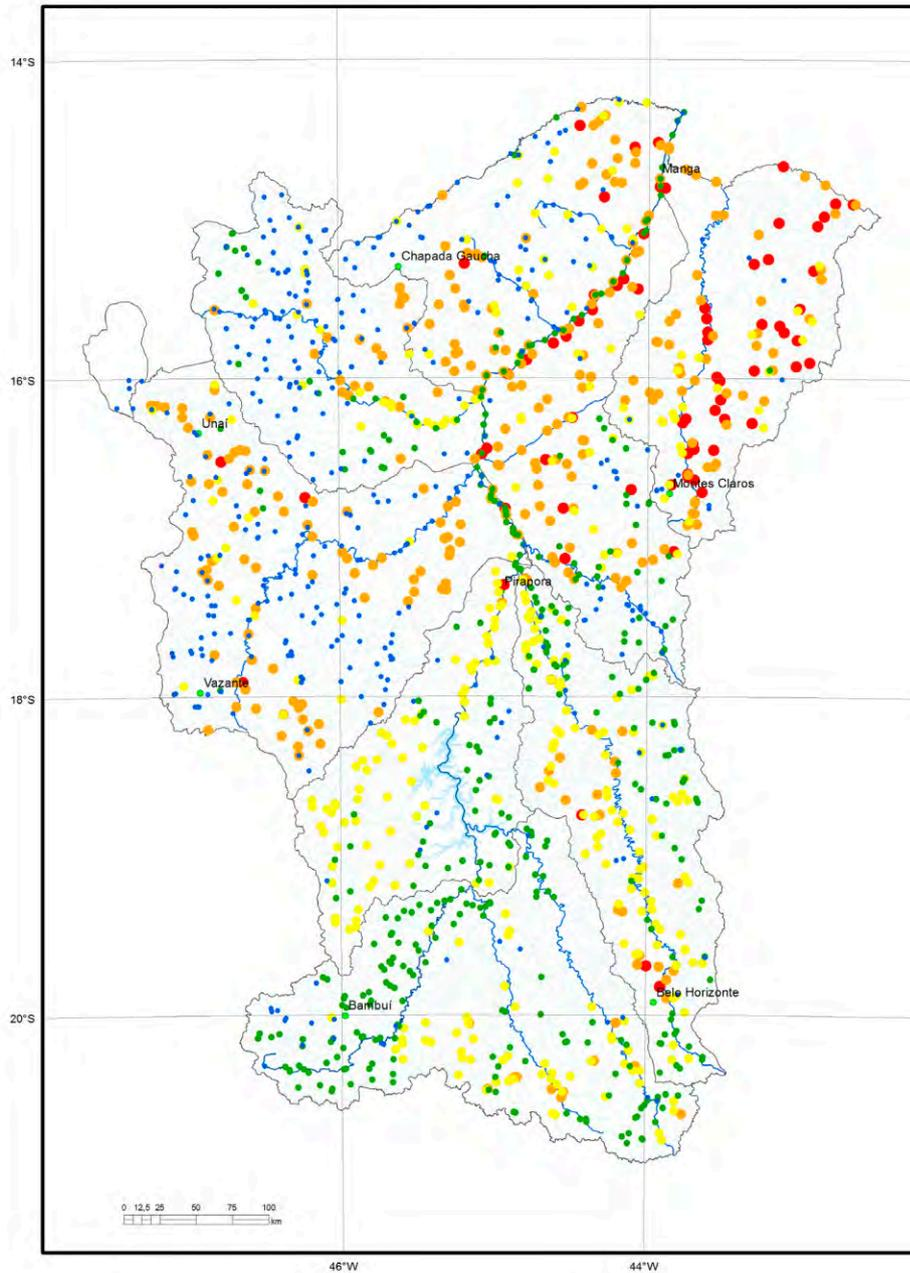 14°S
Manga
Chapada Gaucha
16°S
Unaí
Montes Claros
Pirapora
Vazante
18°S
Belo Horizonte
Bambuí
20°S
0 12,5 25 50 75 100
km
46°W 44°W